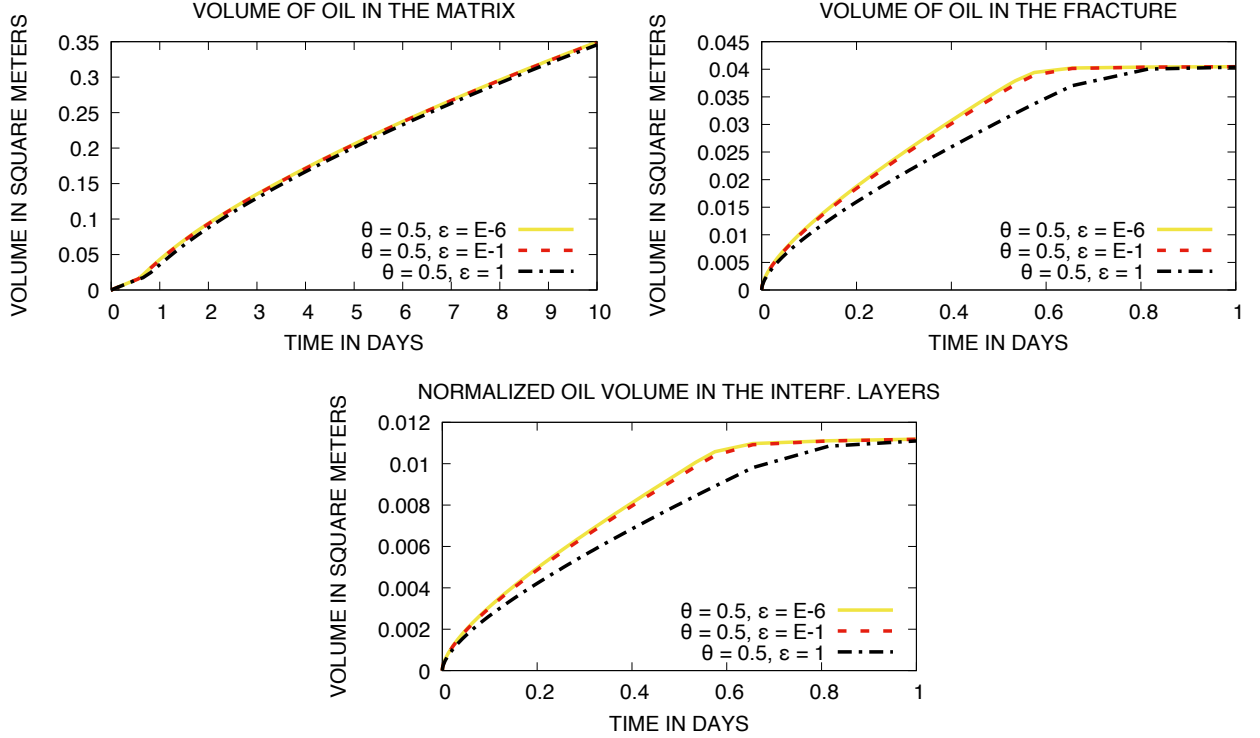 VOLUME OF OIL IN THE MATRIX
VOLUME IN SQUARE METERS
0.35
0.3
0.25
0.2
0.15
0.1
0.05
0
θ = 0.5, ε = E-6
θ = 0.5, ε = E-1
θ = 0.5, ε = 1
0 1 2 3 4 5 6 7 8 9 10
TIME IN DAYS
VOLUME OF OIL IN THE FRACTURE
VOLUME IN SQUARE METERS
0.045
0.04
0.035
0.03
0.025
0.02
0.015
0.01
0.005
0
θ = 0.5, ε = E-6
θ = 0.5, ε = E-1
θ = 0.5, ε = 1
0 0.2 0.4 0.6 0.8 1
TIME IN DAYS
NORMALIZED OIL VOLUME IN THE INTERF. LAYERS
VOLUME IN SQUARE METERS
0.012
0.01
0.008
0.006
0.004
0.002
0
θ = 0.5, ε = E-6
θ = 0.5, ε = E-1
θ = 0.5, ε = 1
0 0.2 0.4 0.6 0.8 1
TIME IN DAYS